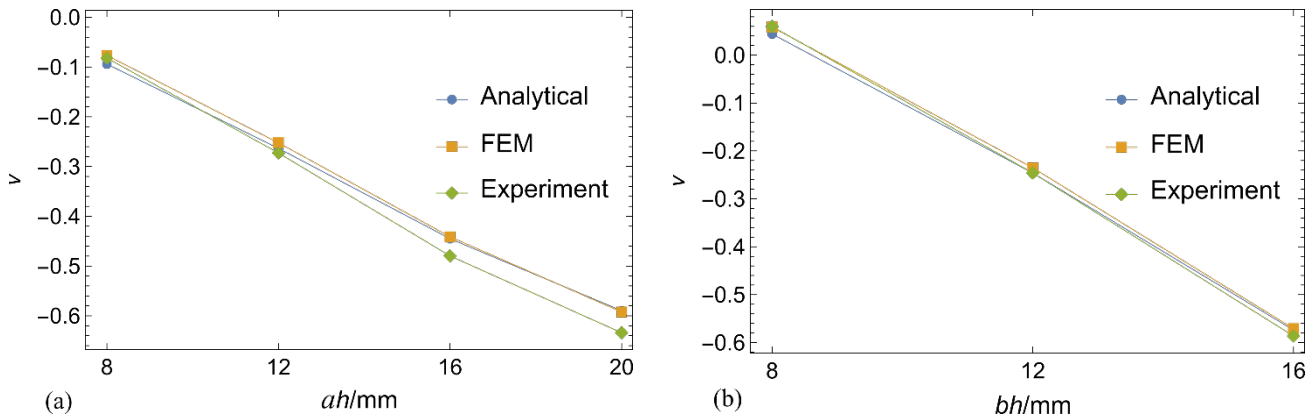 0.0
−0.1
−0.2
−0.3
−0.4
−0.5
−0.6
ν
8
12
16
20
ah/mm
(a)
Analytical
FEM
Experiment
0.0
−0.1
−0.2
−0.3
−0.4
−0.5
−0.6
ν
8
12
16
bh/mm
(b)
Analytical
FEM
Experiment